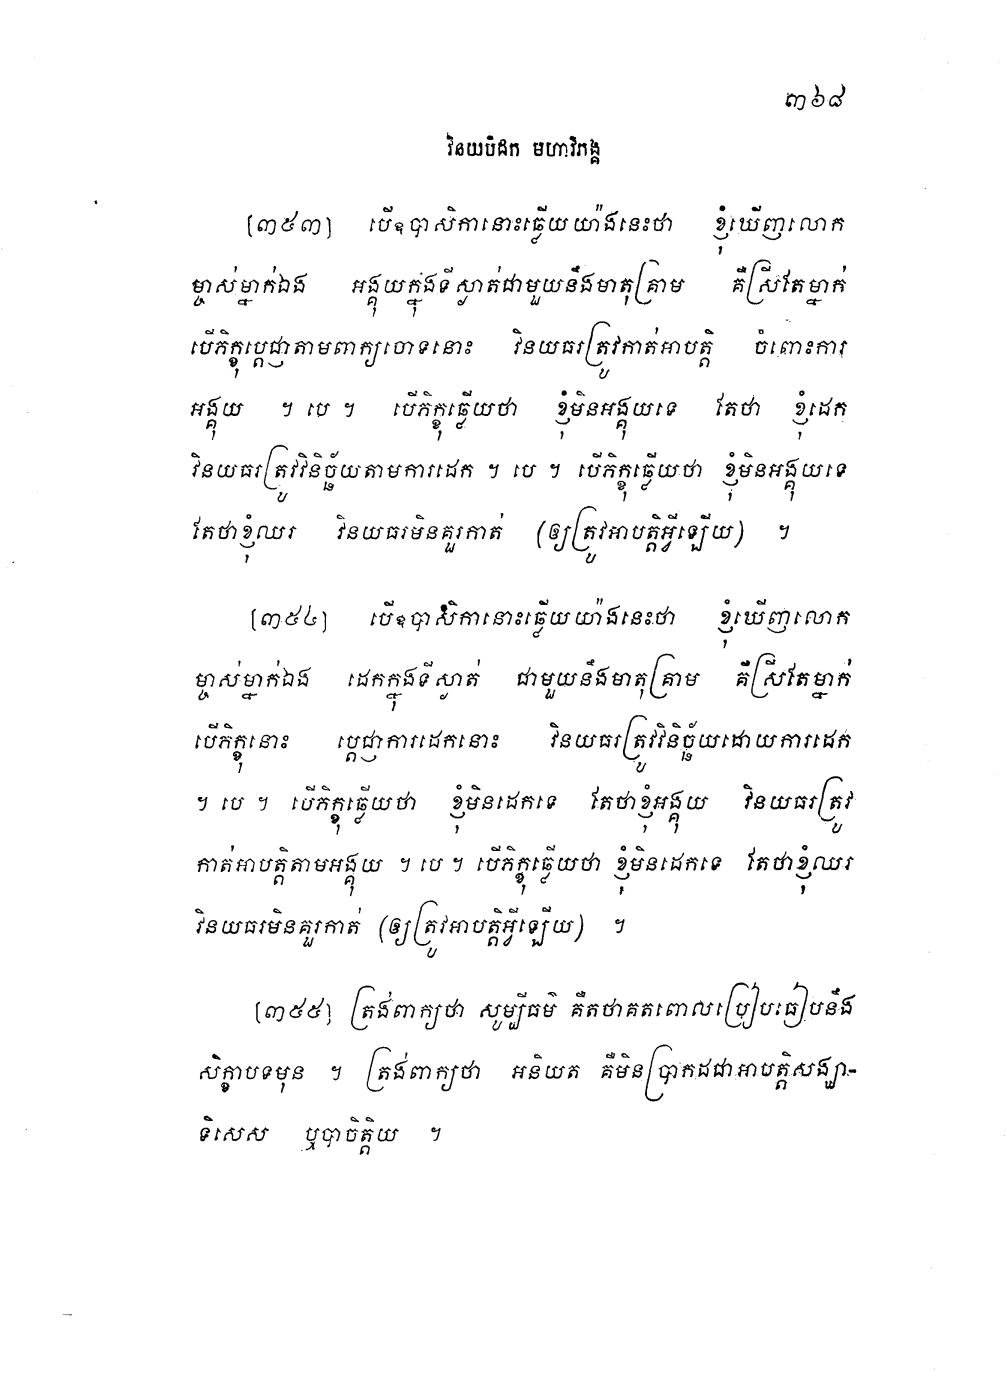 ៣៦៨
វិនយបិដក មហាវិភង្គ
[៣៥៣] បើឧបាសិកានោះធ្លើយយ៉ាងនេះថា ខ្ញុំឃើញលោក
ម្ចាស់ម្នាក់ឯង អង្គុយក្នុងទីស្ងាត់ជាមួយនឹងមាតុគ្រាម គឺស្រីតែម្នាក់
បើភិក្ខុប្តេជ្ញាតាមពាក្យចោទនោះ វិនយធរត្រូវកាត់អាបត្តិ ចំពោះការ
អង្គុយ ។ បេ ។ បើភិក្ខុធ្លើយថា ខ្ញុំមិនអង្គុយទេ តែថា ខ្ញុំដេក
វិនយធរត្រូវវិនិច្ឆ័យតាមការដេក ។ បេ ។ បើភិក្ខុធ្លើយថា ខ្ញុំមិនអង្គុយទេ
តែថាខ្ញុំឈរ វិនយធរមិនគួរកាត់ (ឲ្យត្រូវអាបត្តិអ្វីឡើយ) ។
[៣៥៤] បើឧបាសិកានោះធ្លើយយ៉ាងនេះថា ខ្ញុំឃើញលោក
ម្ចាស់ម្នាក់ឯង ដេកក្នុងទីស្ងាត់ ជាមួយនឹងមាតុគ្រាម គឺស្រីតែម្នាក់
បើភិក្ខុនោះ ប្តេជ្ញាការដេកនោះ វិនយធរត្រូវវិនិច្ឆ័យដោយការដេក
។ បេ ។ បើភិក្ខុធ្លើយថា ខ្ញុំមិនដេកទេ តែថាខ្ញុំអង្គុយ វិនយធរត្រូវ
កាត់អាបត្តិតាមអង្គុយ ។ បេ ។ បើភិក្ខុធ្លើយថា ខ្ញុំមិនដេកទេ តែថាខ្ញុំឈរ
វិនយធរមិនគួរកាត់ (ឲ្យត្រូវអាបត្តិអ្វីឡើយ) ។
[៣៥៥] ត្រង់ពាក្យថា សូម្បីធម៌ គឺតថាគតពោលប្រៀបធៀបនឹង
សិក្ខាបទមុន ។ ត្រង់ពាក្យថា អនិយត គឺមិនប្រាកដជាអាបត្តិសង្ឃា-
ទិសេស ឬបាចិត្តិយ ។